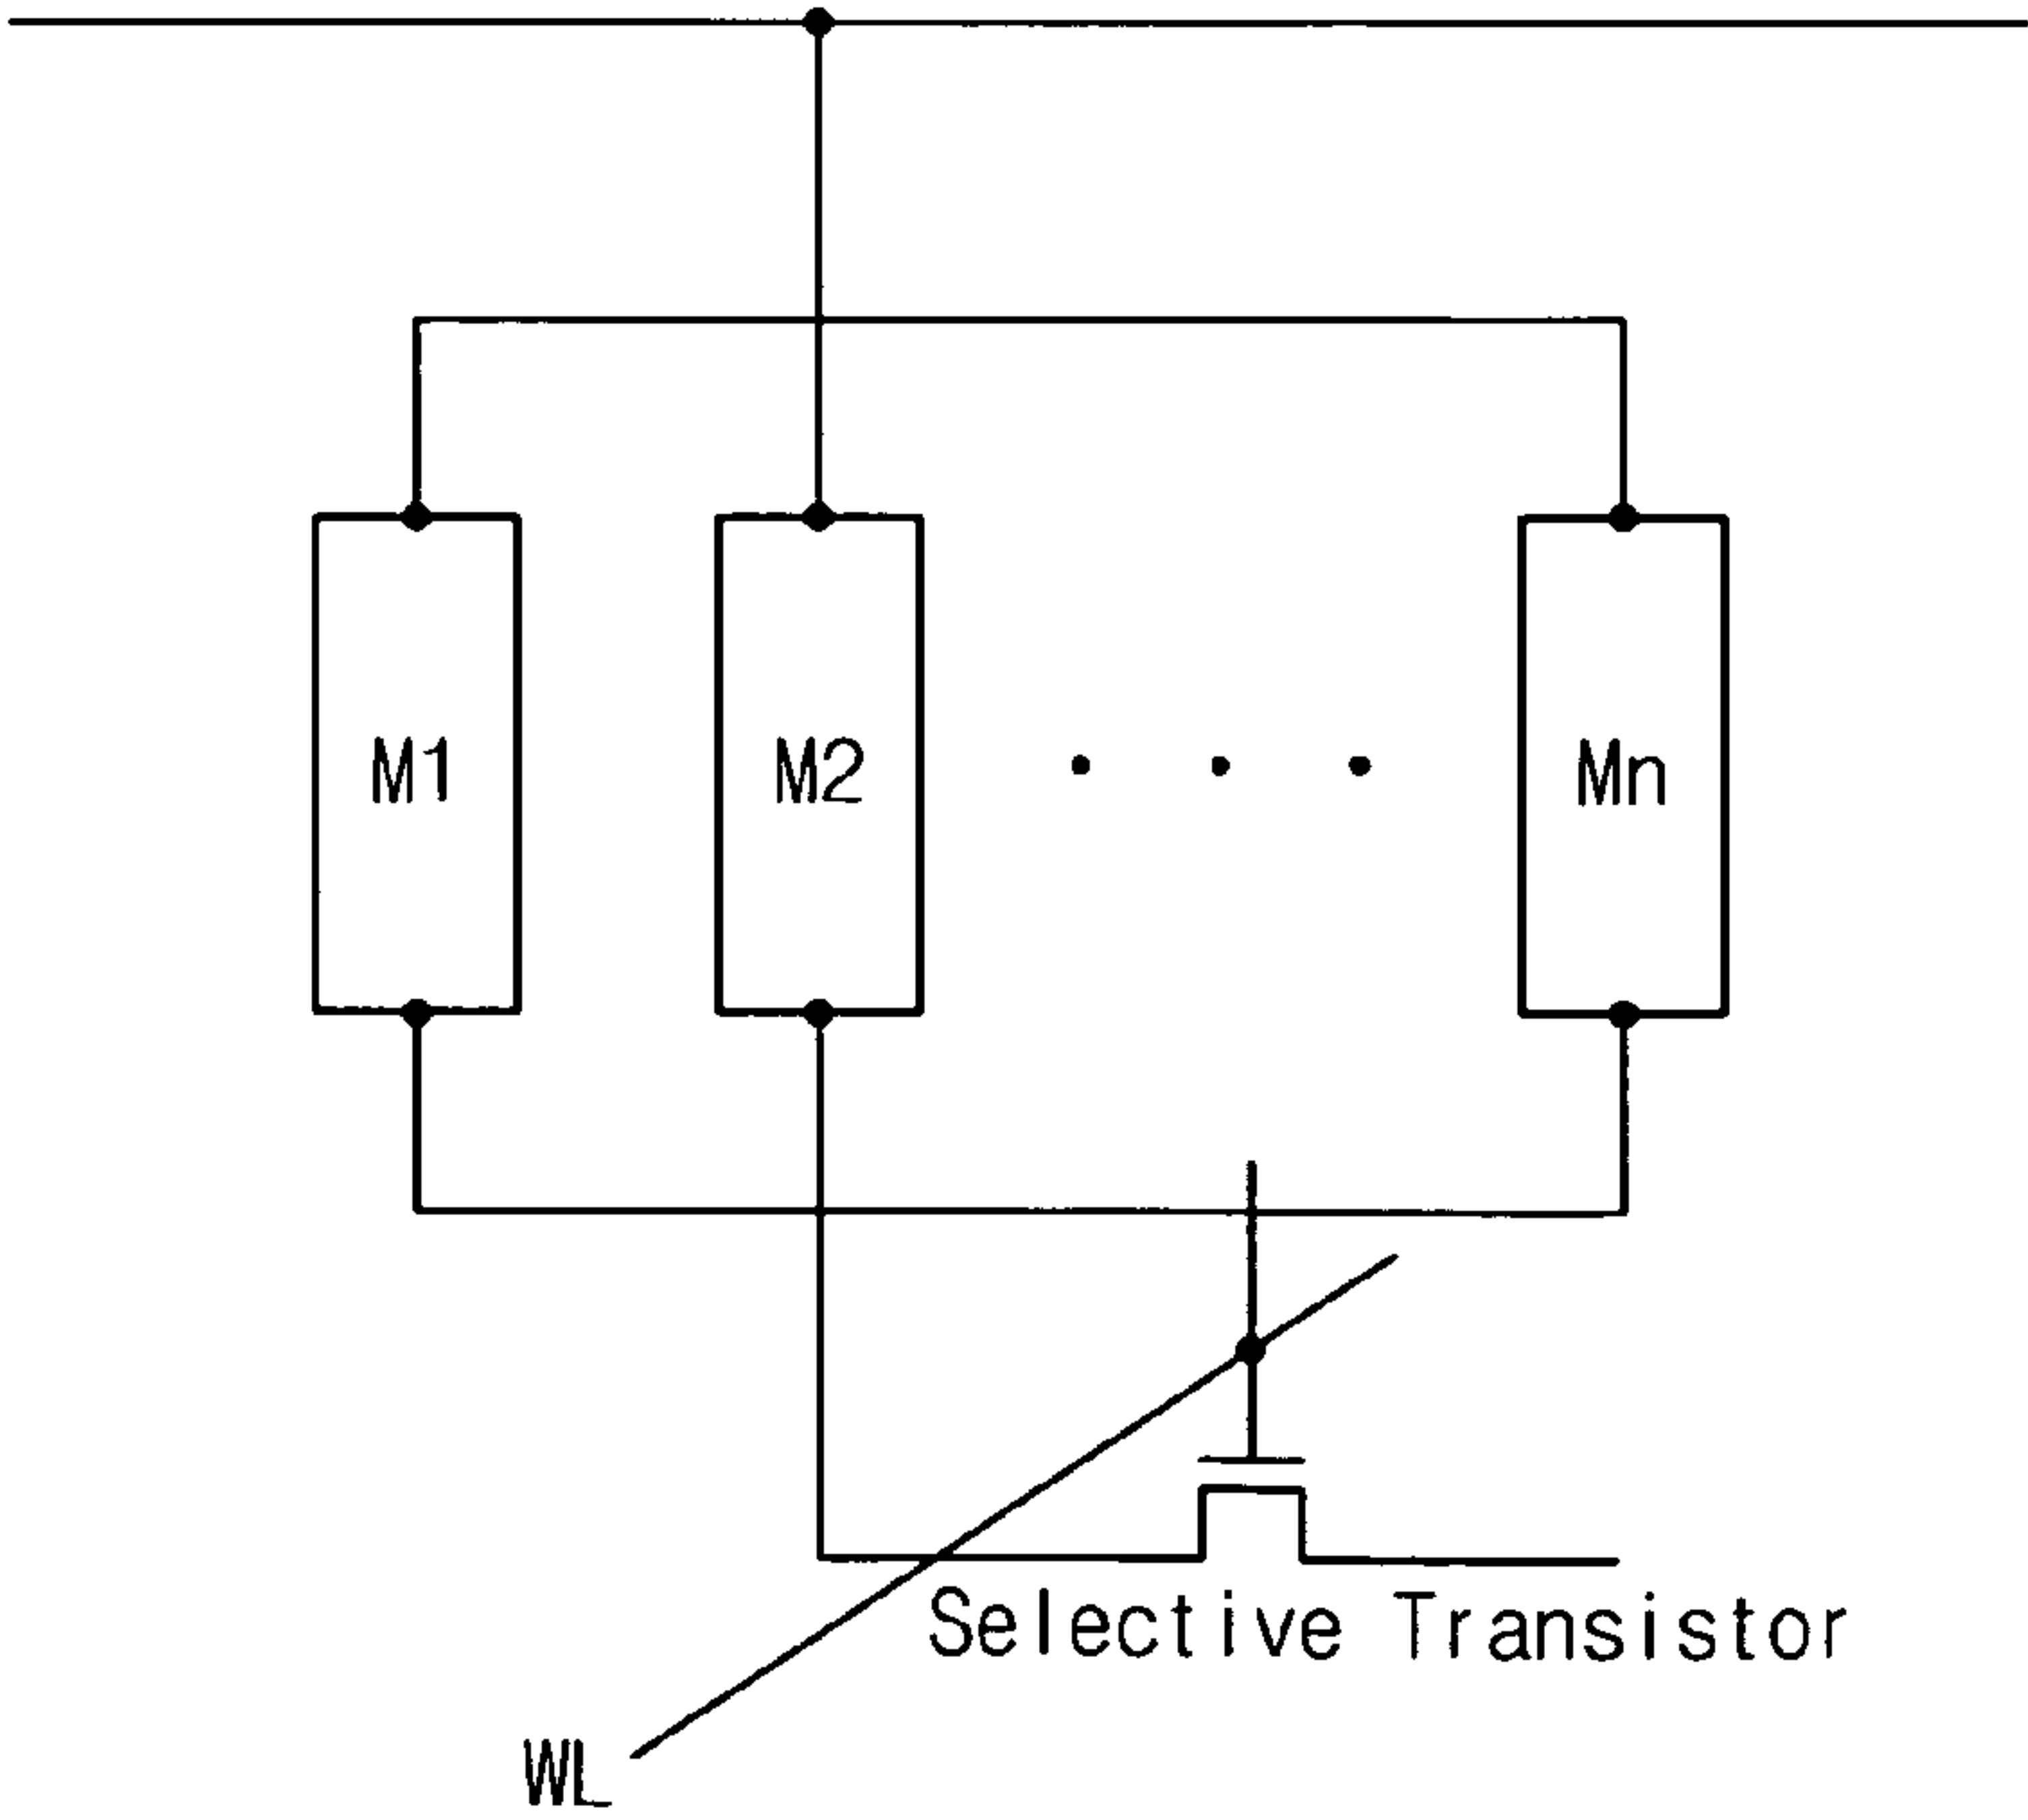 M1 M2 . . . Mn
Selective Transistor
WL